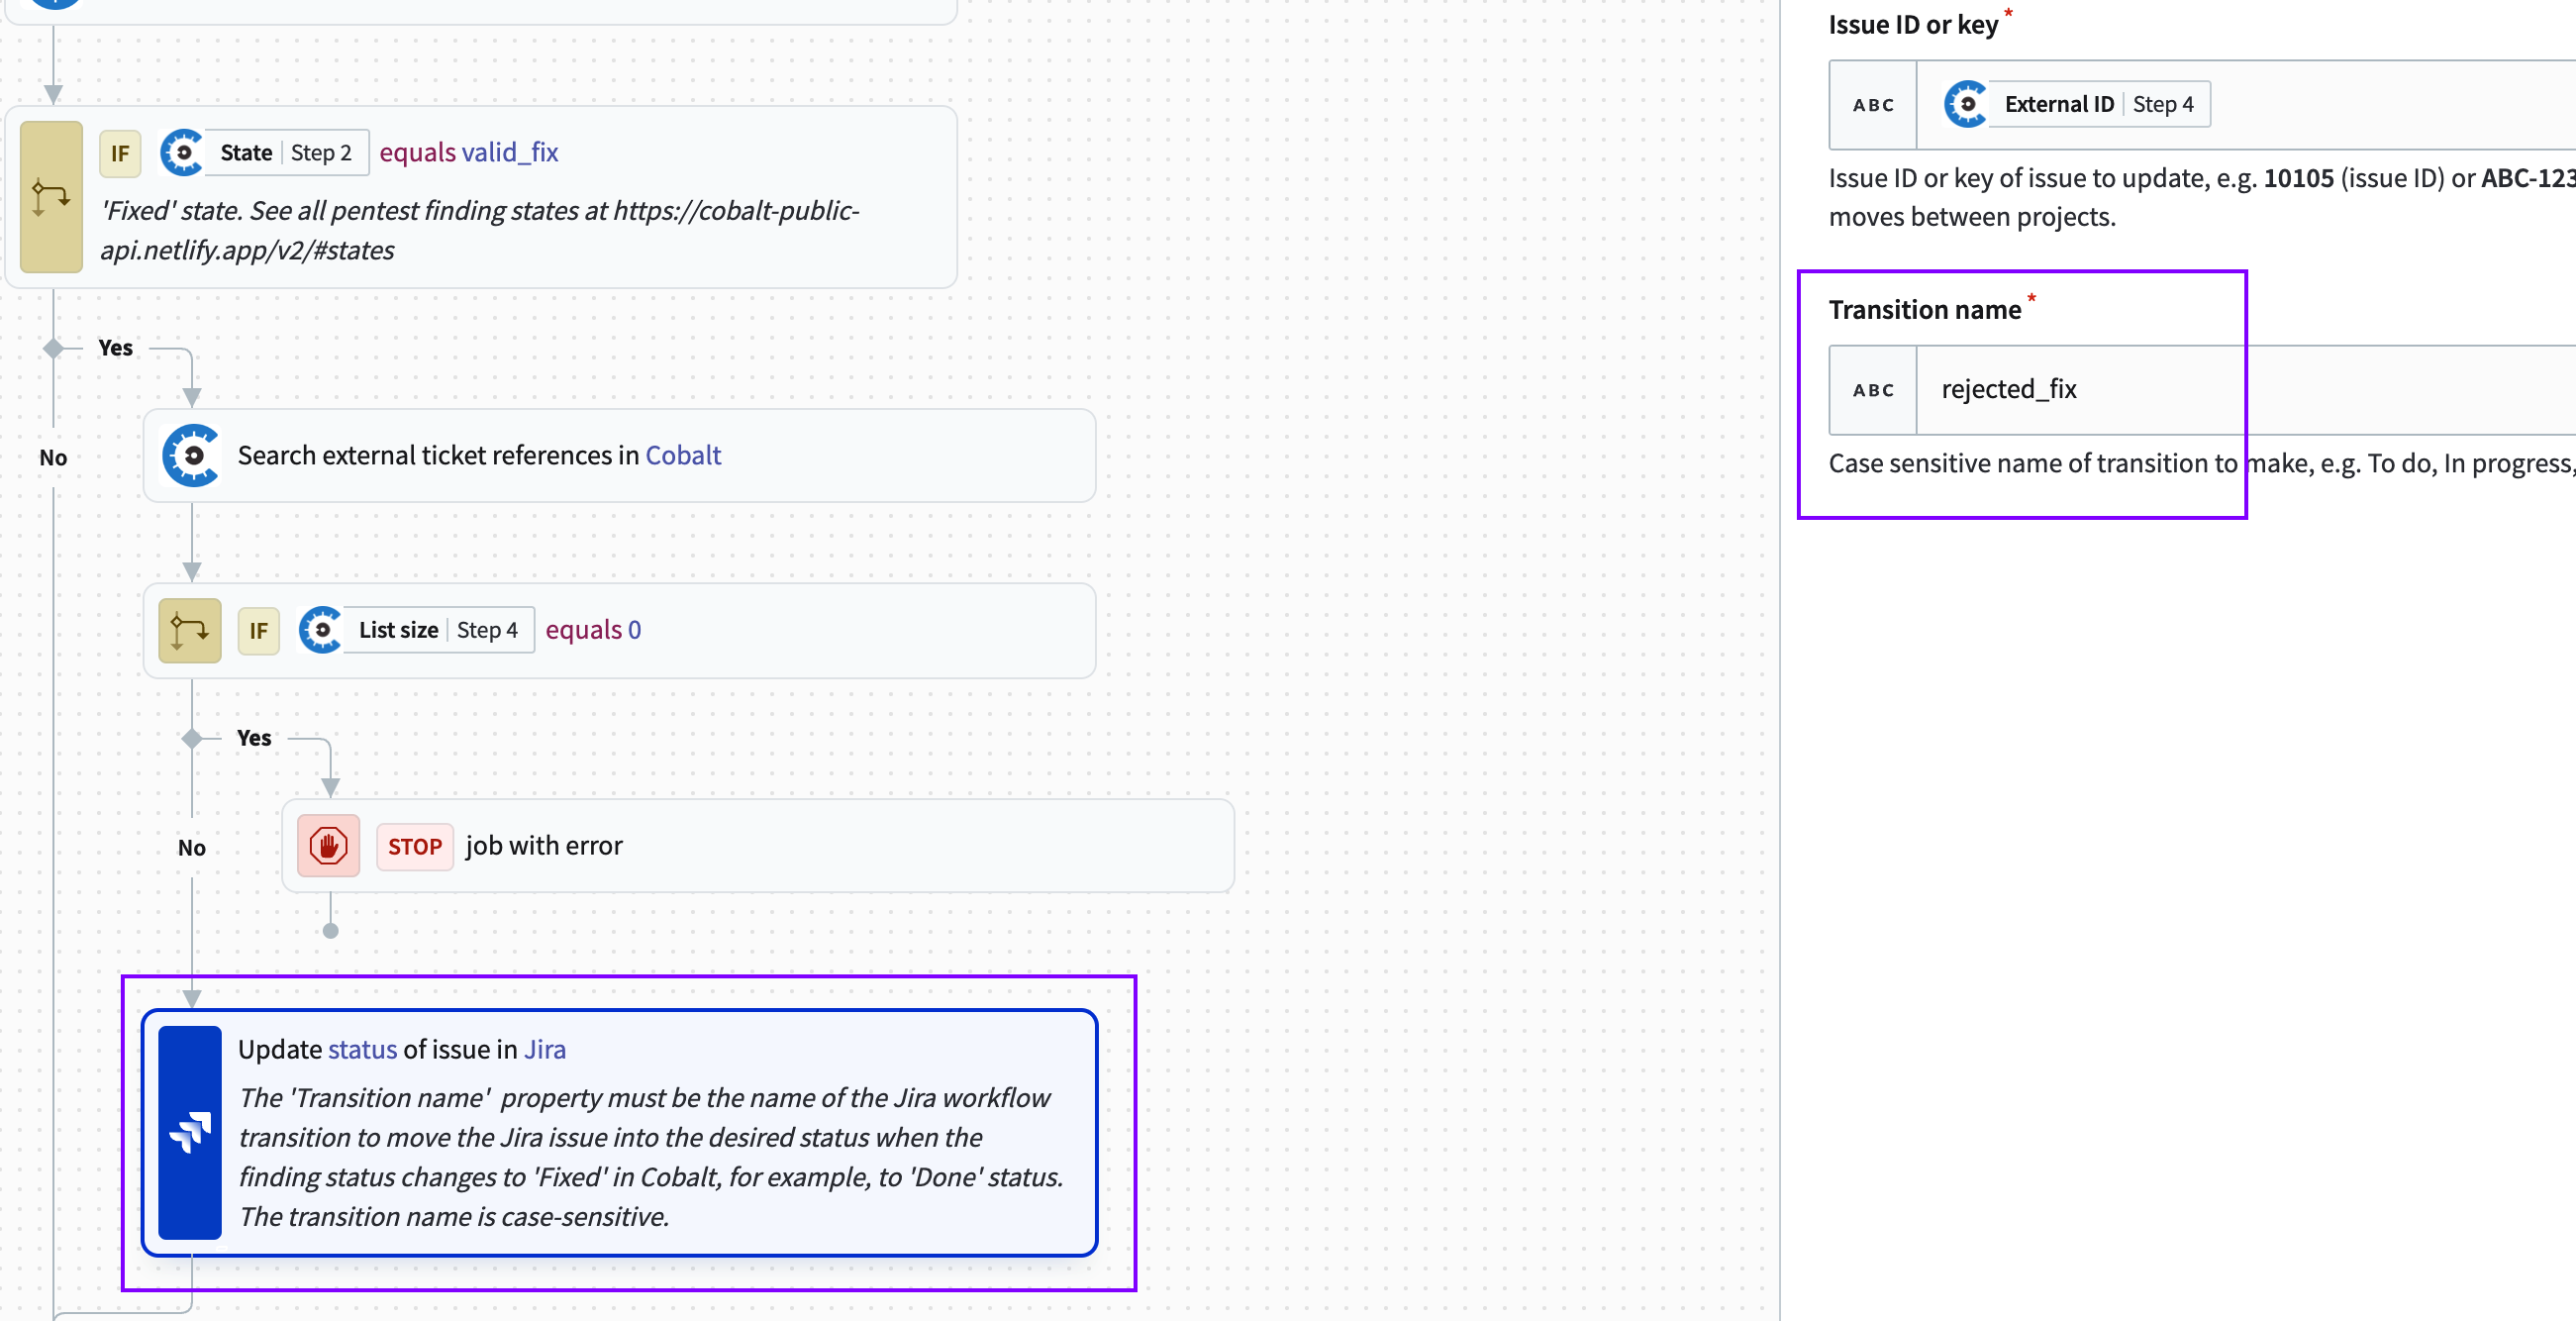 IF State Step 2 equals valid_fix
'Fixed' state. See all pentest finding states at https://cobalt-public-
api.netlify.app/v2/#states
Yes
No
Search external ticket references in Cobalt
IF List size Step 4 equals 0
Yes
No
STOP job with error
Update status of issue in Jira
The 'Transition name' property must be the name of the Jira workflow
transition to move the Jira issue into the desired status when the
finding status changes to 'Fixed' in Cobalt, for example, to 'Done' status.
The transition name is case-sensitive.
Issue ID or key *
ABC External ID Step 4
Issue ID or key of issue to update, e.g. 10105 (issue ID) or ABC-123
moves between projects.
Transition name *
ABC rejected_fix
Case sensitive name of transition to make, e.g. To do, In progress,